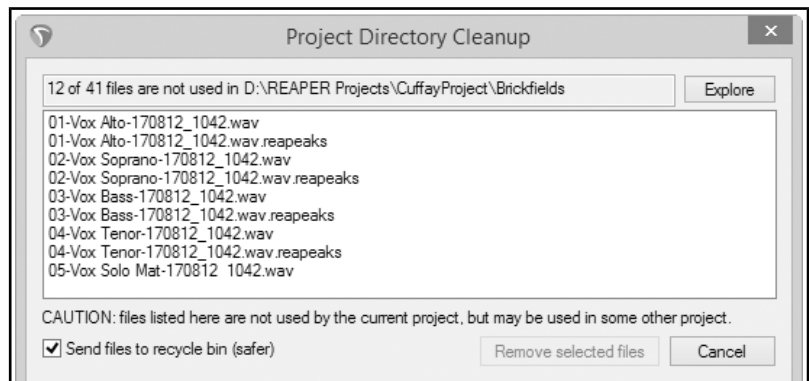 Project Directory Cleanup
12 of 41 files are not used in D:\REAPER Projects\CuffayProject\Brickfields
Explore
01-Vox Alto-170812_1042.wav
01-Vox Alto-170812_1042.wav.reapeaks
02-Vox Soprano-170812_1042.wav
02-Vox Soprano-170812_1042.wav.reapeaks
03-Vox Bass-170812_1042.wav
03-Vox Bass-170812_1042.wav.reapeaks
04-Vox Tenor-170812_1042.wav
04-Vox Tenor-170812_1042.wav.reapeaks
05-Vox Solo Mat-170812 1042.wav
CAUTION: files listed here are not used by the current project, but may be used in some other project.
Send files to recycle bin (safer)
Remove selected files
Cancel